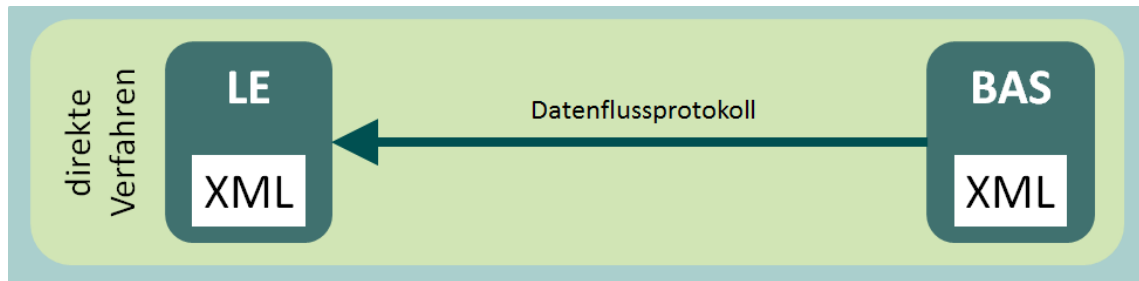 direkte
Verfahren
LE
XML
Datenflussprotokoll
BAS
XML